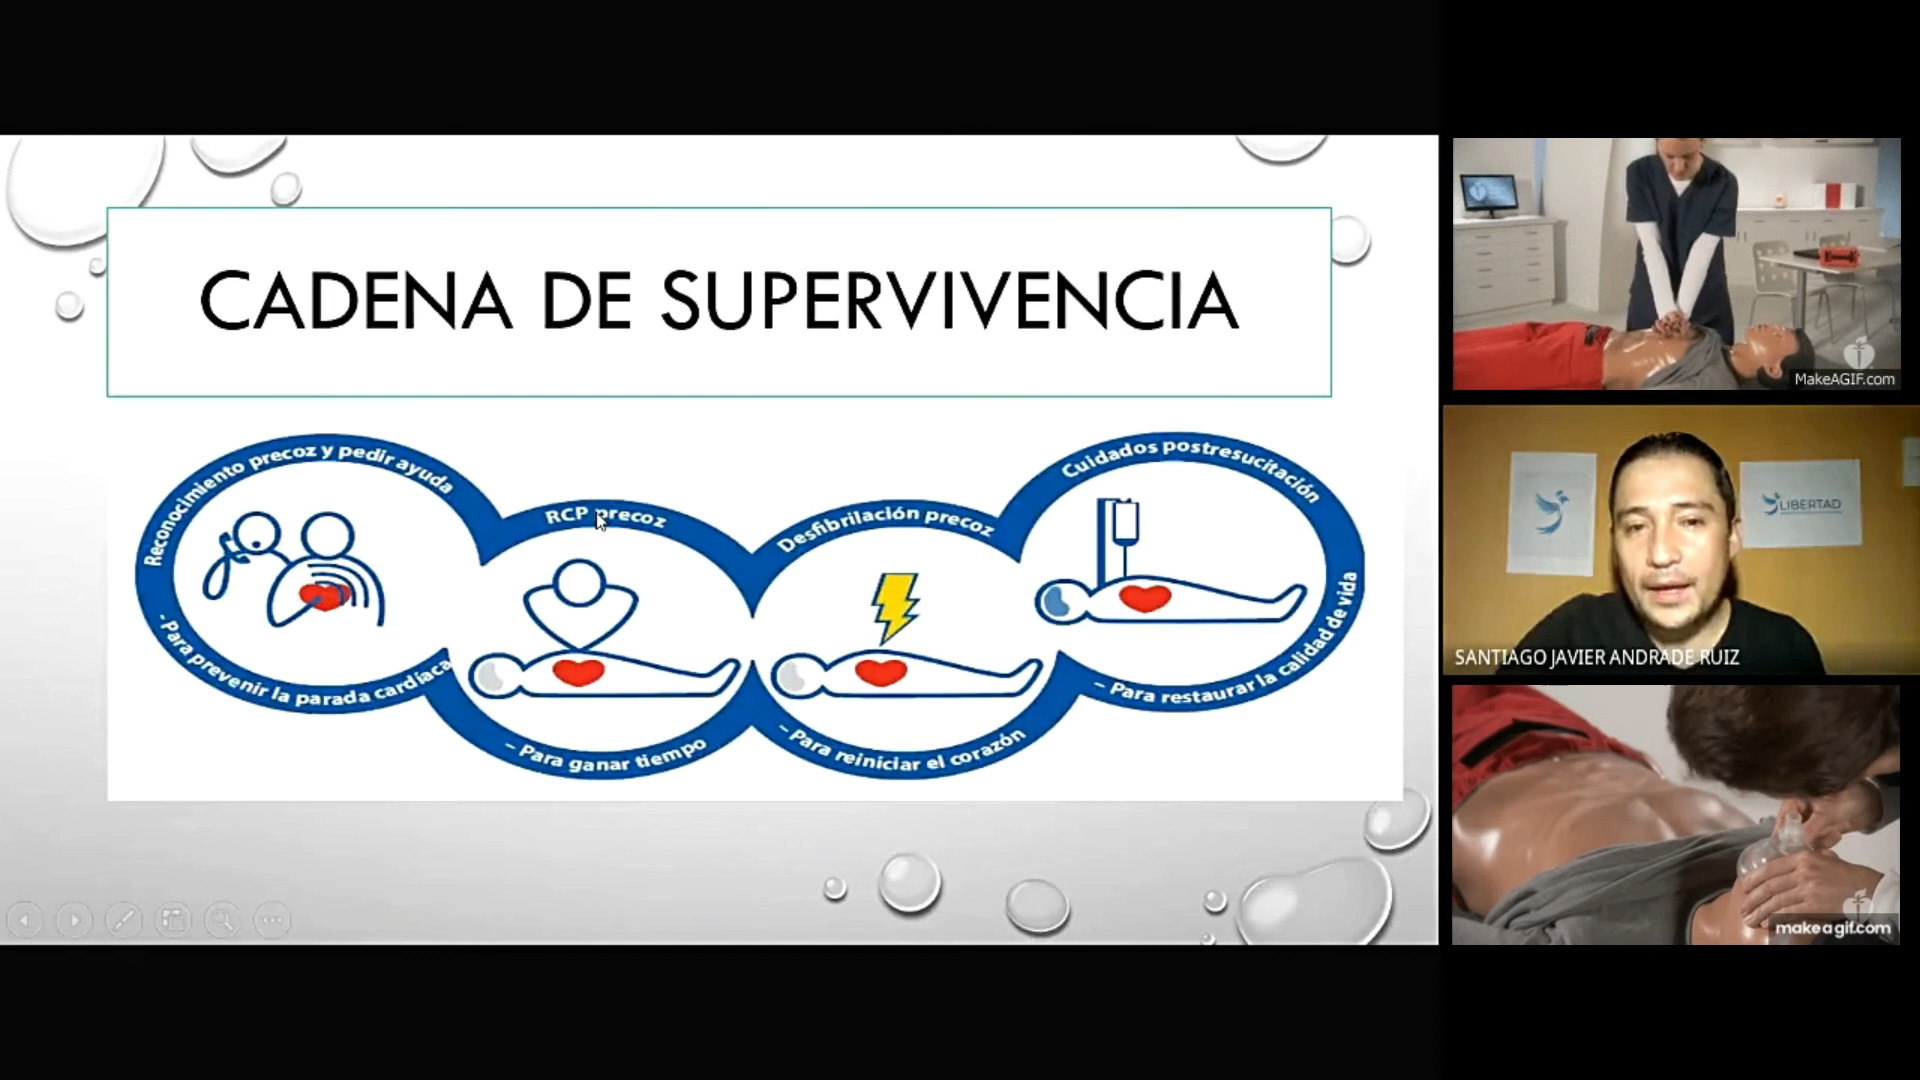 CADENA DE SUPERVIVENCIA
Reconocimiento precoz y pedir ayuda
- Para prevenir la parada cardíaca
RCP precoz
- Para ganar tiempo
Desfibrilación precoz
- Para reiniciar el corazón
Cuidados postresucitación
- Para restaurar la calidad de vida
MakeAGIF.com
LIBERTAD
SANTIAGO JAVIER ANDRADE RUIZ
makeagif.com